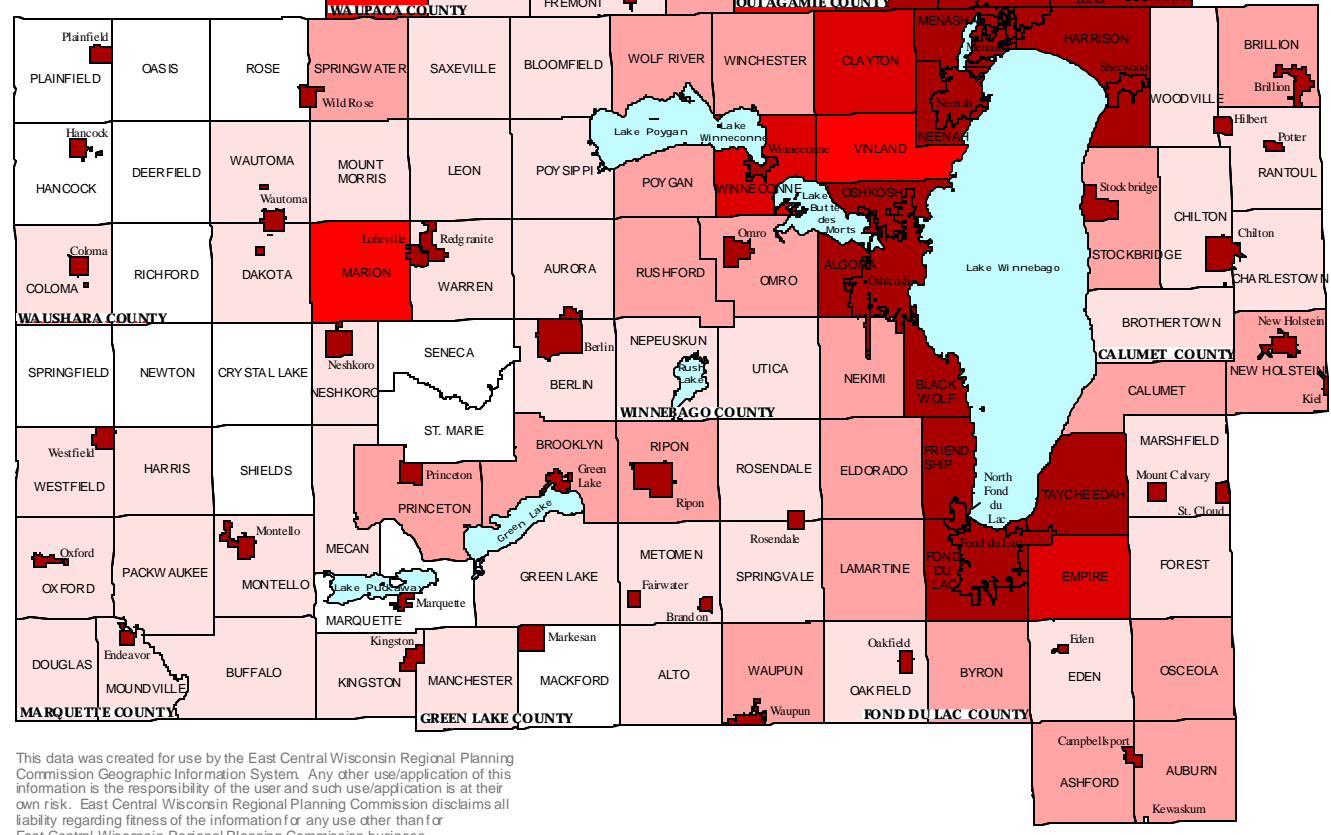 WAUPACA COUNTY
FREMONT
OUTAGAMIE COUNTY
Plainfield
PLAINFIELD
OASIS
ROSE
SPRINGWATER
Wild Rose
SAXEVILLE
BLOOMFIELD
WOLF RIVER
WINCHESTER
CLAYTON
MENASHA
Menasha
HARRISON
Sherwood
WOODVILLE
BRILLION
Brillion
Hancock
HANCOCK
DEERFIELD
WAUTOMA
Wautoma
MOUNT
MORRIS
LEON
POYSIPPI
Lake Poygan
Lake
Winneconne
Winneconne
VINLAND
Neenah
NEENAH
Hilbert
Potter
RANTOUL
POYGAN
WINNECONNE
Lake
Butte
des
Morts
OSHKOSH
Stockbridge
CHILTON
Chilton
Coloma
COLOMA
RICHFORD
DAKOTA
MARION
Lohrville
Redgranite
WARREN
AURORA
RUSHFORD
Omro
OMRO
ALGOMA
Oshkosh
Lake Winnebago
STOCKBRIDGE
CHARLESTOWN
WAUSHARA COUNTY
BROTHERTOWN
New Holstein
NEW HOLSTEIN
Kiel
CALUMET COUNTY
SPRINGFIELD
NEWTON
CRYSTAL LAKE
Neshkoro
NESHKORO
SENECA
Berlin
BERLIN
NEPEUSKUN
Rush
Lake
UTICA
NEKIMI
BLACK
WOLF
CALUMET
WINNEBAGO COUNTY
ST. MARIE
Westfield
WESTFIELD
HARRIS
SHIELDS
Princeton
PRINCETON
BROOKLYN
Green
Lake
Green Lake
RIPON
Ripon
ROSENDALE
Rosendale
ELDORADO
FRIEND
SHIP
North
Fond
du
Lac
TAYCHEEDAH
MARSHFIELD
Mount Calvary
St. Cloud
Oxford
OXFORD
PACKWAUKEE
Montello
MONTELLO
MECAN
Lake Puckaway
Marquette
MARQUETTE
GREEN LAKE
METOMEN
Fairwater
Brandon
SPRINGVALE
LAMARTINE
Fond du Lac
FOND
DU
LAC
EMPIRE
FOREST
DOUGLAS
Endeavor
MOUNDVILLE
BUFFALO
Kingston
KINGSTON
MANCHESTER
Markesan
MACKFORD
ALTO
WAUPUN
Waupun
Oakfield
OAKFIELD
BYRON
Eden
EDEN
OSCEOLA
MARQUETTE COUNTY
GREEN LAKE COUNTY
FOND DU LAC COUNTY
Campbellsport
ASHFORD
AUBURN
Kewaskum
This data was created for use by the East Central Wisconsin Regional Planning
Commission Geographic Information System. Any other use/application of this
information is the responsibility of the user and such use/application is at their
own risk. East Central Wisconsin Regional Planning Commission disclaims all
liability regarding fitness of the information for any use other than for
East Central Wisconsin Regional Planning Commission business.